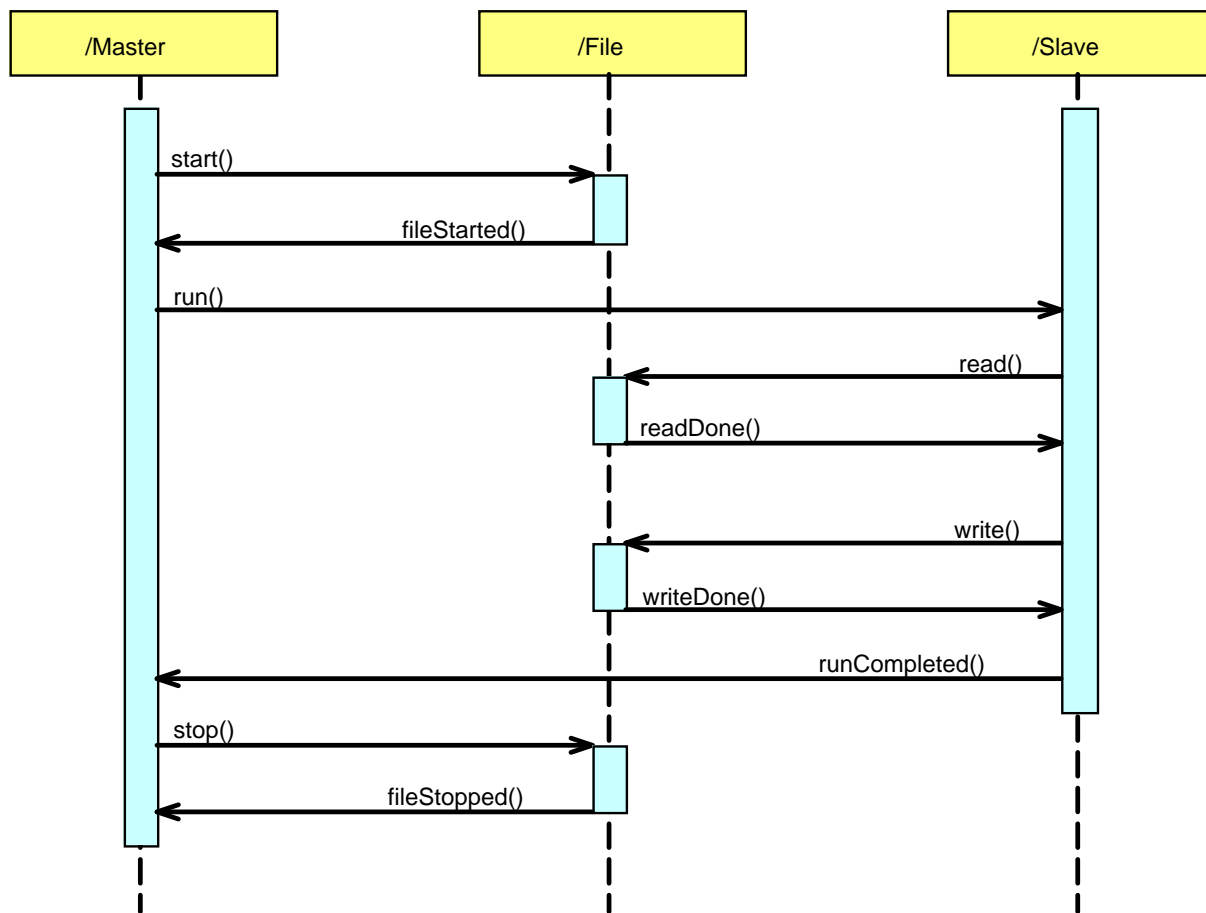 /Master
/File
/Slave
start()
fileStarted()
run()
read()
readDone()
write()
writeDone()
runCompleted()
stop()
fileStopped()